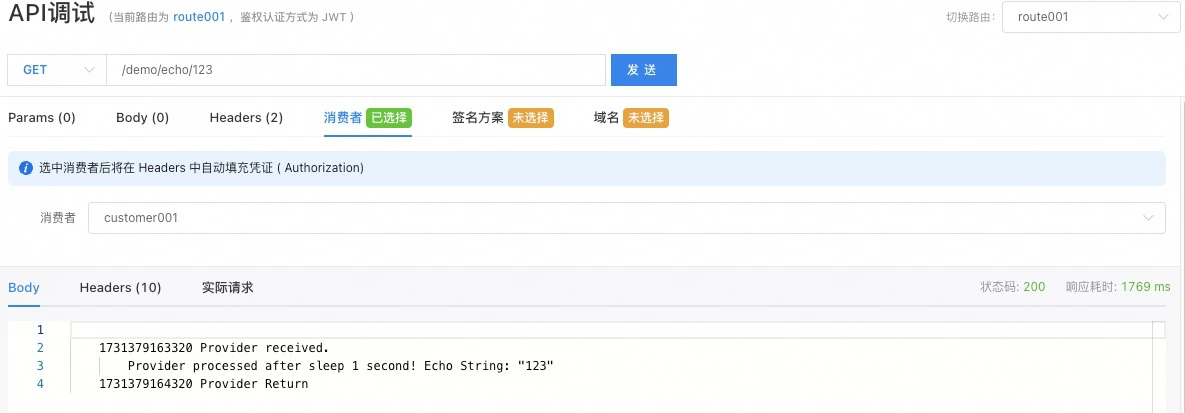 API调试 (当前路由为 route001 ，鉴权认证方式为 JWT ) 切换路由: route001
GET /demo/echo/123 发 送
Params (0) Body (0) Headers (2) 消费者 已选择 签名方案 未选择 域名 未选择
选中消费者后将在 Headers 中自动填充凭证 ( Authorization)
消费者 customer001
Body Headers (10) 实际请求 状态码: 200 响应耗时: 1769 ms
1
2 1731379163320 Provider received.
3 Provider processed after sleep 1 second! Echo String: "123"
4 1731379164320 Provider Return